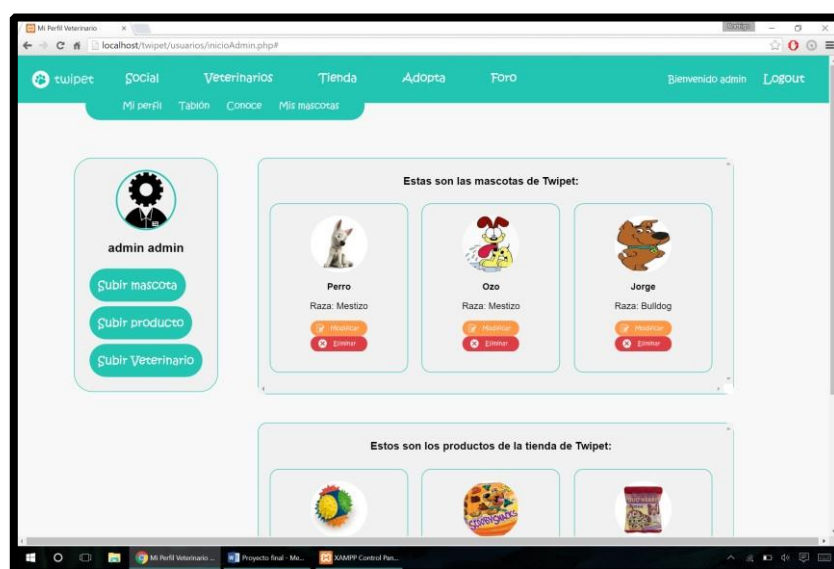 Mi Perfil Veterinario
localhost/twipet/usuarios/inicioAdmin.php#
twipet Social Veterinarios Tienda Adopta Foro Bienvenido admin Logout
Mi perfil Tablón Conoce Mis mascotas
admin admin
Subir mascota
Subir producto
Subir Veterinario
Estas son las mascotas de Twipet:
Perro Ozo Jorge
Raza: Mestizo Raza: Mestizo Raza: Bulldog
Modificar Modificar Modificar
Eliminar Eliminar Eliminar
Estos son los productos de la tienda de Twipet:
SCOOBY SNACKS
Mi Perfil Veterinario ... Proyecto final - Me... XAMPP Control Pan...